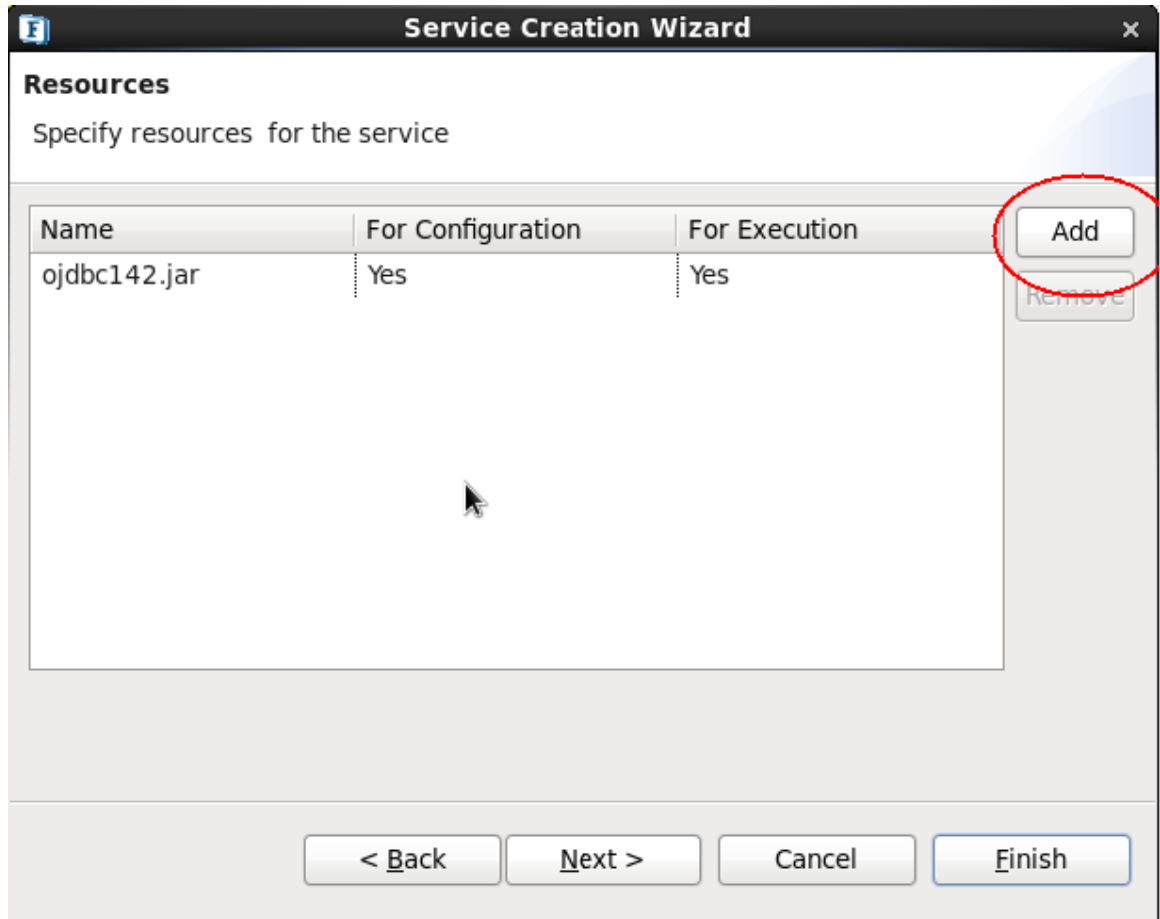 Service Creation Wizard
Resources
Specify resources for the service
Name For Configuration For Execution Add
ojdbc142.jar Yes Yes
Remove
< Back Next > Cancel Finish